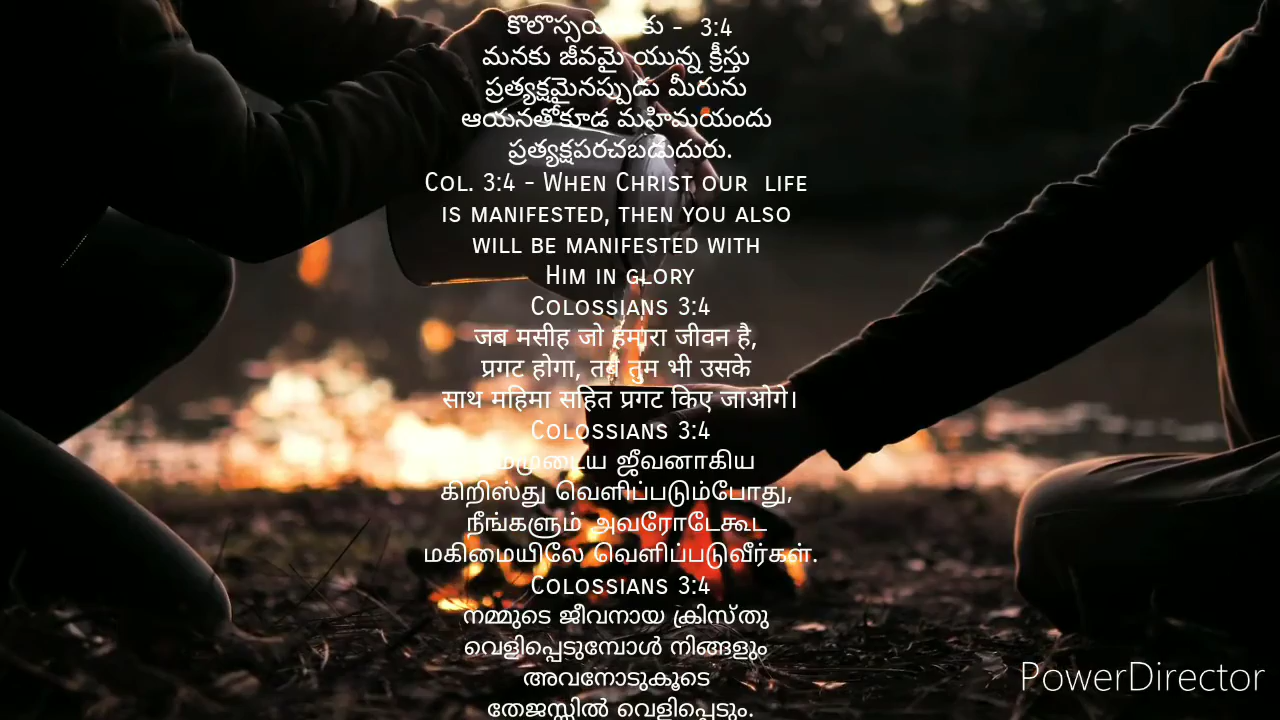 కొలొస్సయులకు -  3:4
మనకు జీవమై యున్న క్రీస్తు
ప్రత్యక్షమైనప్పుడు మీరును
ఆయనతోకూడ మహిమయందు
ప్రత్యక్షపరచబడుదురు.
Col. 3:4 - When Christ our  life
is manifested, then you also
will be manifested with
Him in glory
Colossians 3:4
जब मसीह जो हमारा जीवन है,
प्रगट होगा, तब तुम भी उसके
साथ महिमा सहित प्रगट किए जाओगे।
Colossians 3:4
ஜீவனாகிய
கிறிஸ்து வெளிப்படும்போது,
நீங்களும் அவரோடேகூட
மகிமையிலே வெளிப்படுவீர்கள்.
Colossians 3:4
നമ്മുടെ ജീവനായ ക്രിസ്തു
വെളിപ്പെടുമ്പോൾ നിങ്ങളും
അവനോടുകൂടെ
തേജസ്സിൽ വെളിപ്പെടും.
PowerDirector